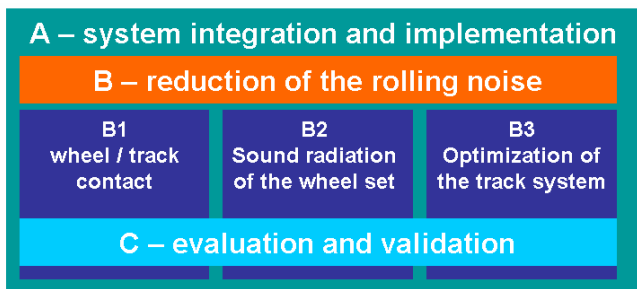 A – system integration and implementation
B – reduction of the rolling noise
B1
wheel / track
contact
B2
Sound radiation
of the wheel set
B3
Optimization of
the track system
C – evaluation and validation